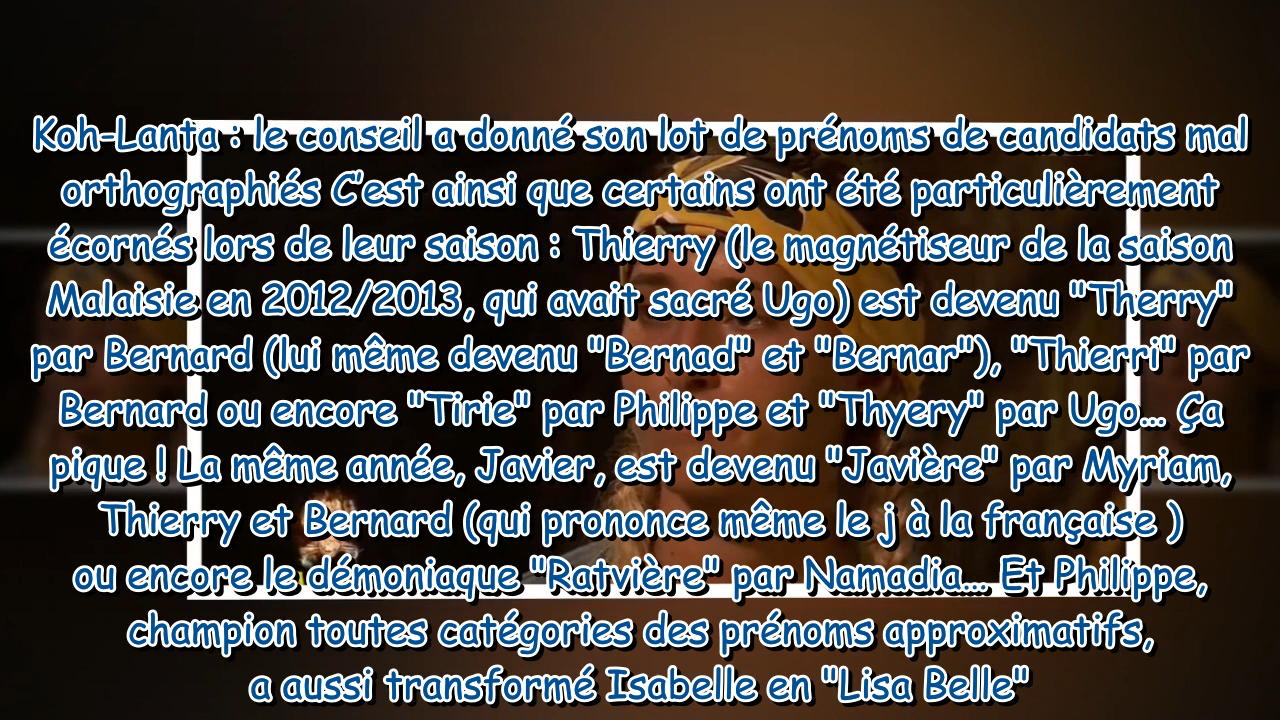 Koh-Lanta : le conseil a donné son lot de prénoms de candidats mal
orthographiés C'est ainsi que certains ont été particulièrement
écornés lors de leur saison : Thierry (le magnétiseur de la saison
Malaisie en 2012/2013, qui avait sacré Ugo) est devenu "Therry"
par Bernard (lui même devenu "Bernad" et "Bernar"), "Thierri" par
Bernard ou encore "Tirie" par Philippe et "Thyery" par Ugo... Ça
pique ! La même année, Javier, est devenu "Javière" par Myriam,
Thierry et Bernard (qui prononce même le j à la française )
ou encore le démoniaque "Ratvière" par Namadia... Et Philippe,
champion toutes catégories des prénoms approximatifs,
a aussi transformé Isabelle en "Lisa Belle"